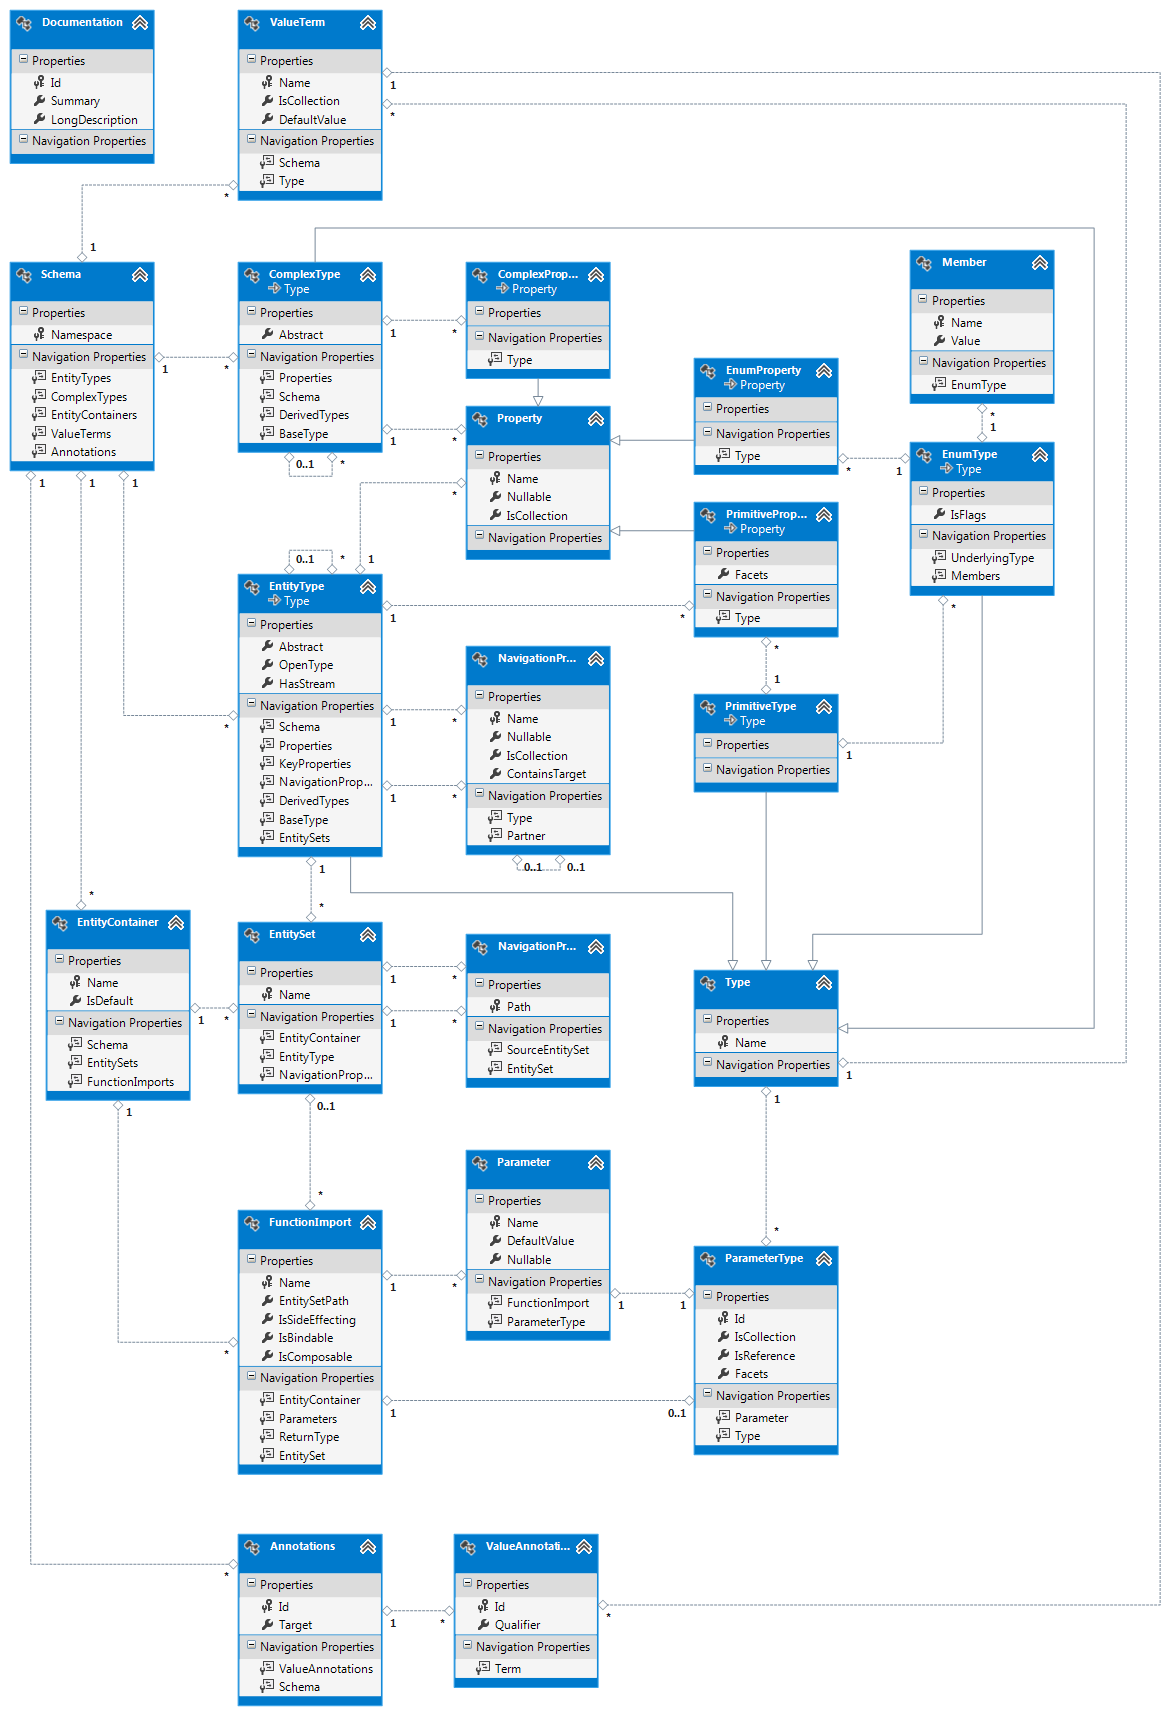 Documentation
Properties
Id
Summary
LongDescription
Navigation Properties
ValueTerm
Properties
Name
IsCollection
DefaultValue
Navigation Properties
Schema
Type
1
*
*
1
Schema
Properties
Namespace
Navigation Properties
EntityTypes
ComplexTypes
EntityContainers
ValueTerms
Annotations
1
*
1
1
1
ComplexType
Type
Properties
Abstract
Navigation Properties
Properties
Schema
DerivedTypes
BaseType
1
*
1
*
0..1
*
ComplexProp...
Property
Properties
Navigation Properties
Type
Property
Properties
Name
Nullable
IsCollection
Navigation Properties
*
1
EnumProperty
Property
Properties
Navigation Properties
Type
*
1
Member
Properties
Name
Value
Navigation Properties
EnumType
*
1
EnumType
Type
Properties
IsFlags
Navigation Properties
UnderlyingType
Members
*
PrimitiveProp...
Property
Properties
Facets
Navigation Properties
Type
*
1
PrimitiveType
Type
Properties
Navigation Properties
1
0..1
*
EntityType
Type
Properties
Abstract
OpenType
HasStream
Navigation Properties
Schema
Properties
KeyProperties
NavigationProp...
DerivedTypes
BaseType
EntitySets
1
*
*
1
*
1
*
1
*
NavigationPr...
Properties
Name
Nullable
IsCollection
ContainsTarget
Navigation Properties
Type
Partner
0..1
0..1
*
EntityContainer
Properties
Name
IsDefault
Navigation Properties
Schema
EntitySets
FunctionImports
1
*
1
EntitySet
Properties
Name
Navigation Properties
EntityContainer
EntityType
NavigationProp...
1
*
1
*
0..1
*
NavigationPr...
Properties
Path
Navigation Properties
SourceEntitySet
EntitySet
Type
Properties
Name
Navigation Properties
1
1
*
FunctionImport
Properties
Name
EntitySetPath
IsSideEffecting
IsBindable
IsComposable
Navigation Properties
EntityContainer
Parameters
ReturnType
EntitySet
*
1
*
1
0..1
Parameter
Properties
Name
DefaultValue
Nullable
Navigation Properties
FunctionImport
ParameterType
1
1
ParameterType
Properties
Id
IsCollection
IsReference
Facets
Navigation Properties
Parameter
Type
Annotations
Properties
Id
Target
Navigation Properties
ValueAnnotations
Schema
*
1
*
ValueAnnotati...
Properties
Id
Qualifier
Navigation Properties
Term
*